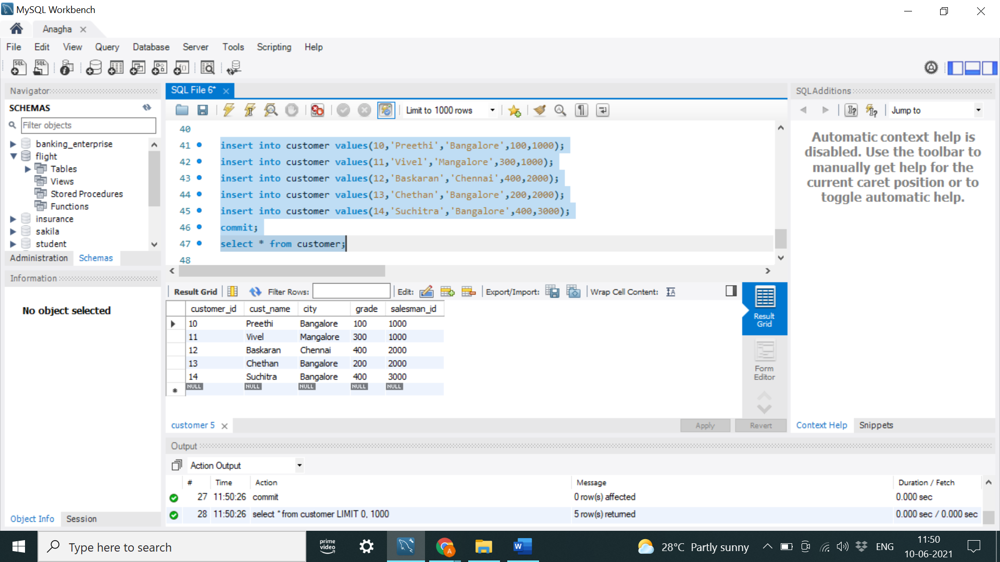 MySQL Workbench
Anagha
File Edit View Query Database Server Tools Scripting Help
Navigator
SCHEMAS
Filter objects
banking_enterprise
flight
Tables
Views
Stored Procedures
Functions
insurance
sakila
student
Administration Schemas
Information
No object selected
Object Info Session
SQL File 6*
Limit to 1000 rows
40
41 insert into customer values(10,'Preethi','Bangalore',100,1000);
42 insert into customer values(11,'Vivel','Mangalore',300,1000);
43 insert into customer values(12,'Baskaran','Chennai',400,2000);
44 insert into customer values(13,'Chethan','Bangalore',200,2000);
45 insert into customer values(14,'Suchitra','Bangalore',400,3000);
46 commit;
47 select * from customer;
48
Result Grid Filter Rows: Edit: Export/Import: Wrap Cell Content:
customer_id cust_name city grade salesman_id
10 Preethi Bangalore 100 1000
11 Vivel Mangalore 300 1000
12 Baskaran Chennai 400 2000
13 Chethan Bangalore 200 2000
14 Suchitra Bangalore 400 3000
NULL NULL NULL NULL NULL
Result
Grid
Form
Editor
customer 5
Apply Revert
SQLAdditions
Jump to
Automatic context help is
disabled. Use the toolbar to
manually get help for the
current caret position or to
toggle automatic help.
Context Help Snippets
Output
Action Output
# Time Action Message Duration / Fetch
27 11:50:26 commit 0 row(s) affected 0.000 sec
28 11:50:26 select * from customer LIMIT 0, 1000 5 row(s) returned 0.000 sec / 0.000 sec
Type here to search
prime
video
28°C Partly sunny
ENG
11:50
10-06-2021